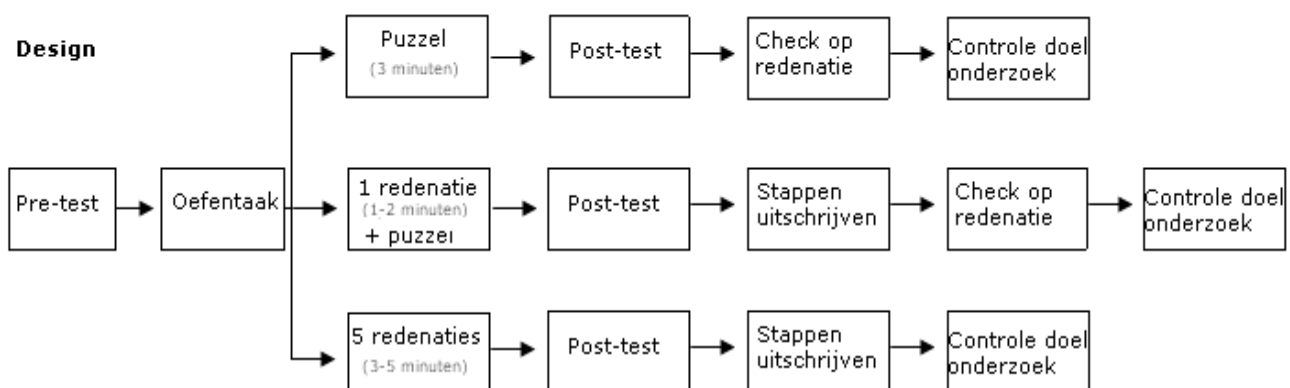 Design
Puzzel
(3 minuten)
Post-test
Check op
redenatie
Controle doel
onderzoek
Pre-test
Oefentaak
1 redenatie
(1-2 minuten)
+ puzzel
Post-test
Stappen
uitschrijven
Check op
redenatie
Controle doel
onderzoek
5 redenaties
(3-5 minuten)
Post-test
Stappen
uitschrijven
Controle doel
onderzoek